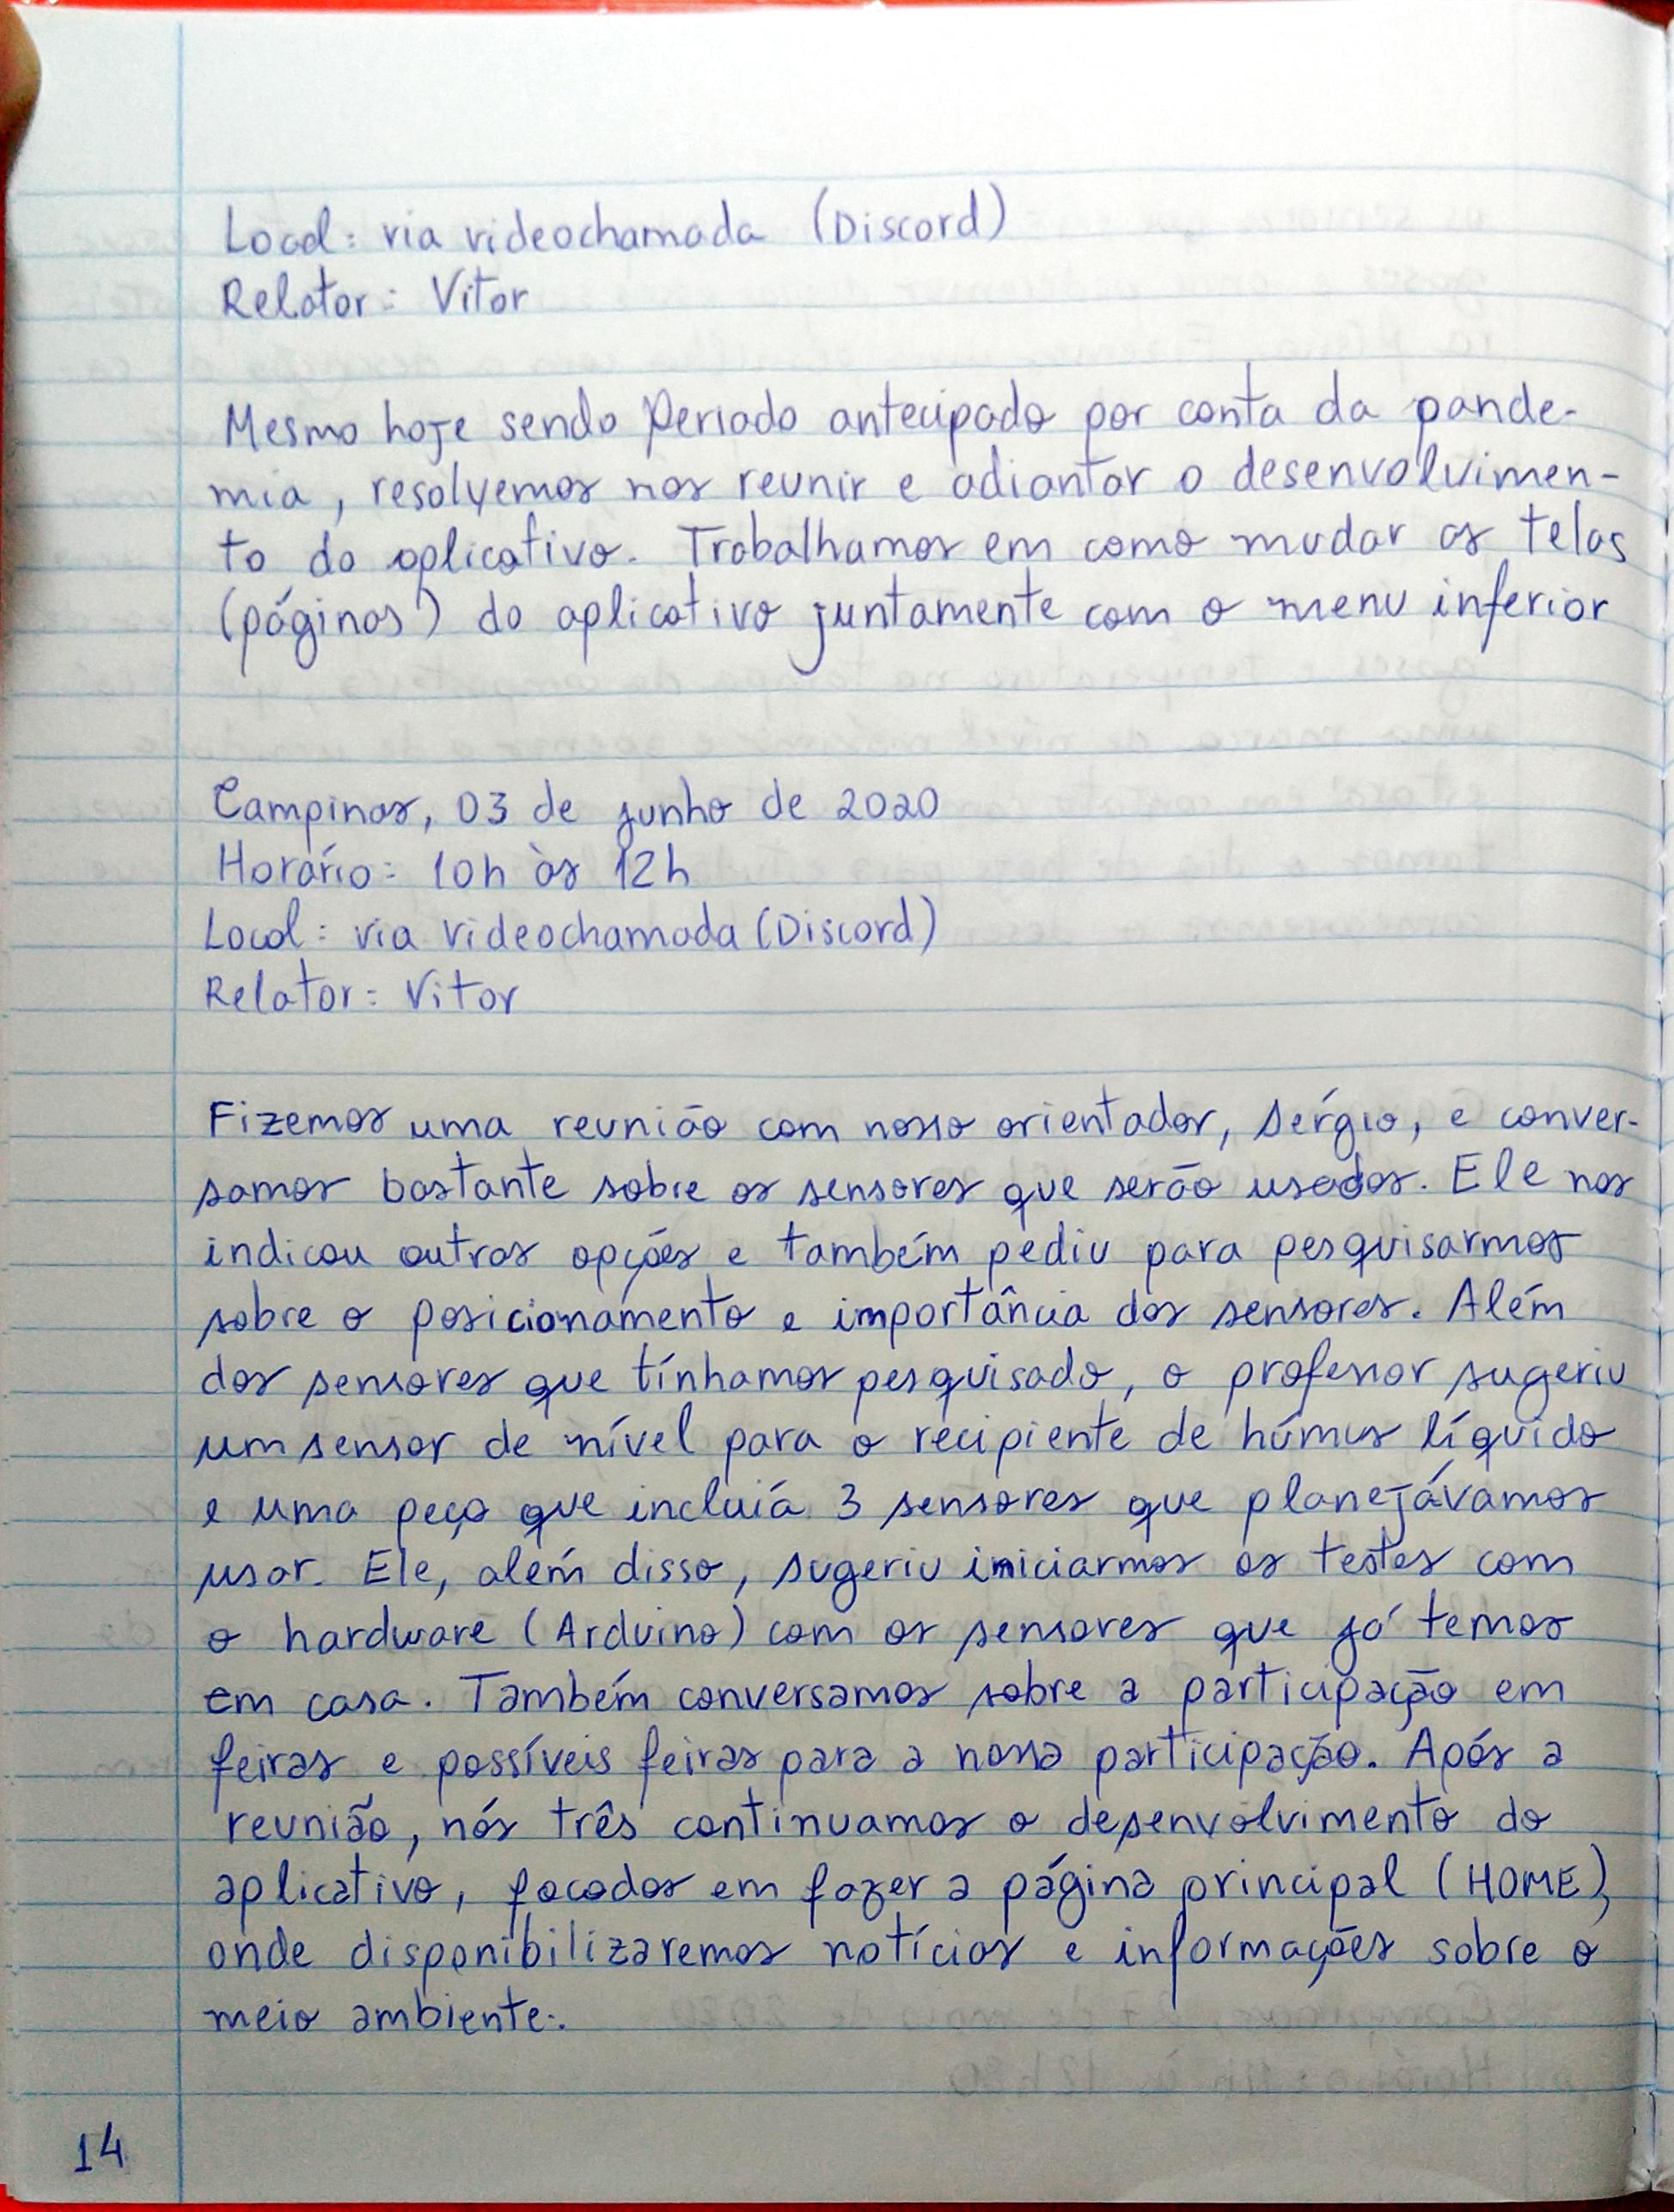 Local: via videochamada (Discord)
Relator: Vitor
Mesmo hoje sendo feriado antecipado por conta da pande-
mia, resolvemos nos reunir e adiantar o desenvolvimen-
to do aplicativo. Trabalhamos em como mudar as telas
(páginas) do aplicativo juntamente com o menu inferior
Campinas, 03 de junho de 2020
Horário: 10h às 12h
Local: via videochamada (Discord)
Relator: Vitor
Fizemos uma reunião com nosso orientador, Sérgio, e conver-
samos bastante sobre os sensores que serão usados. Ele nos
indicou outras opções e também pediu para pesquisarmos
sobre o posicionamento e importância dos sensores. Além
dos sensores que tínhamos pesquisado, o professor sugeriu
um sensor de nível para o recipiente de húmus líquido
e uma peça que incluiá 3 sensores que planejávamos
usar. Ele, além disso, sugeriu iniciarmos os testes com
o hardware (Arduino) com os sensores que já temos
em casa. Também conversamos sobre a participação em
feiras e possíveis feiras para a nossa participação. Após a
reunião, nós três continuamos o desenvolvimento do
aplicativo, focados em fazer a página principal (HOME),
onde disponibilizaremos notícias e informações sobre o
meio ambiente.
14